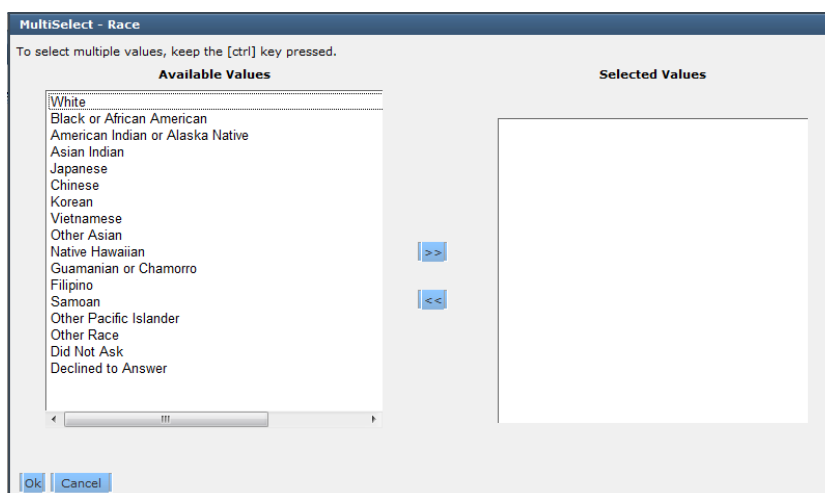 MultiSelect - Race
To select multiple values, keep the [ctrl] key pressed.
Available Values
Selected Values
White
Black or African American
American Indian or Alaska Native
Asian Indian
Japanese
Chinese
Korean
Vietnamese
Other Asian
Native Hawaiian
Guamanian or Chamorro
Filipino
Samoan
Other Pacific Islander
Other Race
Did Not Ask
Declined to Answer
>>
<<
Ok
Cancel